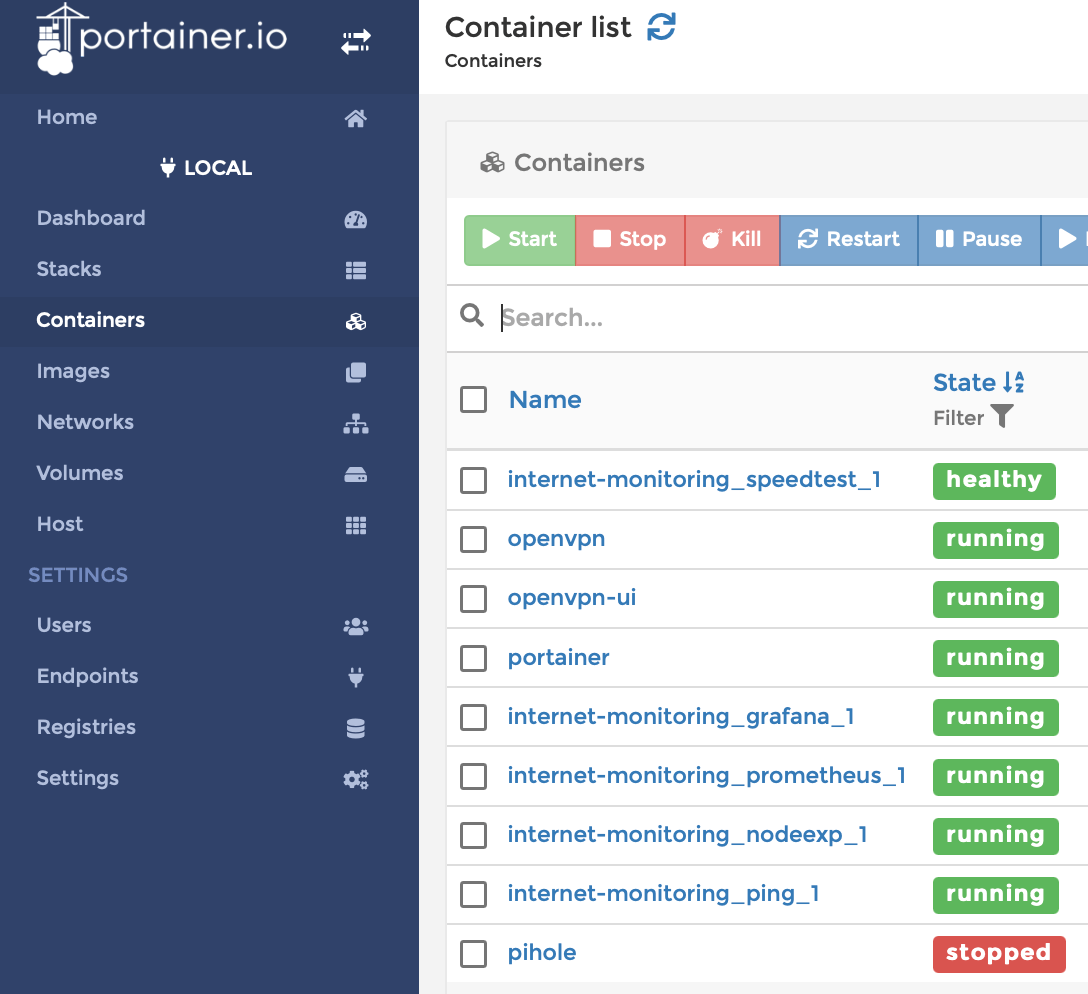 portainer.io
Home
LOCAL
Dashboard
Stacks
Containers
Images
Networks
Volumes
Host
SETTINGS
Users
Endpoints
Registries
Settings
Container list
Containers
Containers
Start Stop Kill Restart Pause
Search...
Name State
Filter
internet-monitoring_speedtest_1 healthy
openvpn running
openvpn-ui running
portainer running
internet-monitoring_grafana_1 running
internet-monitoring_prometheus_1 running
internet-monitoring_nodeexp_1 running
internet-monitoring_ping_1 running
pihole stopped